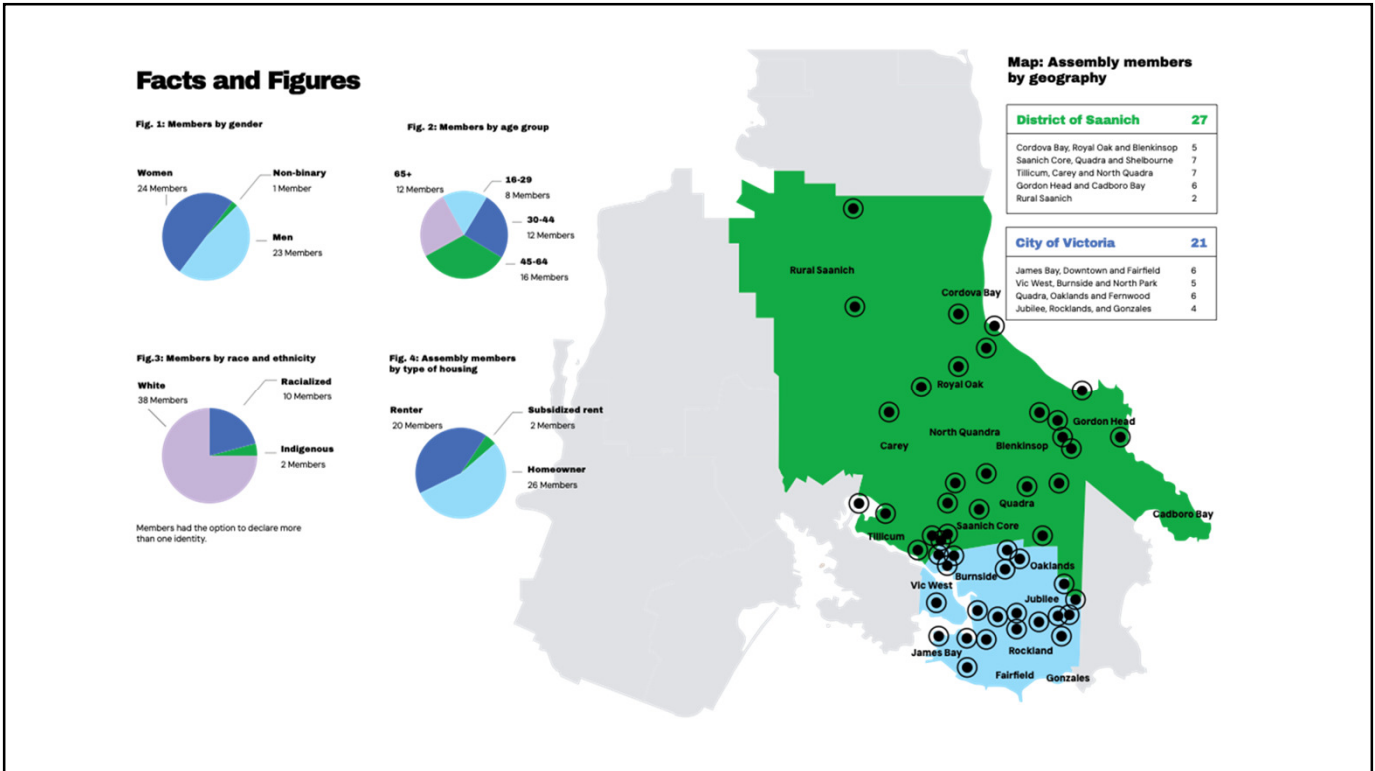 Facts and Figures
Fig. 1: Members by gender
Women
24 Members
Non-binary
1 Member
Men
23 Members
Fig. 2: Members by age group
65+
12 Members
16-29
8 Members
30-44
12 Members
45-64
16 Members
Fig.3: Members by race and ethnicity
White
38 Members
Racialized
10 Members
Indigenous
2 Members
Members had the option to declare more
than one identity.
Fig. 4: Assembly members
by type of housing
Renter
20 Members
Subsidized rent
2 Members
Homeowner
26 Members
Map: Assembly members
by geography
District of Saanich 27
Cordova Bay, Royal Oak and Blenkinsop 5
Saanich Core, Quadra and Shelbourne 7
Tillicum, Carey and North Quadra 7
Gordon Head and Cadboro Bay 6
Rural Saanich 2
City of Victoria 21
James Bay, Downtown and Fairfield 6
Vic West, Burnside and North Park 5
Quadra, Oaklands and Fernwood 6
Jubilee, Rocklands, and Gonzales 4
Rural Saanich
Cordova Bay
Royal Oak
Gordon Head
North Quandra
Carey
Blenkinsop
Quadra
Cadboro Bay
Saanich Core
Tillicum
Oaklands
Burnside
Vic West
Jubilee
James Bay
Rockland
Fairfield
Gonzales